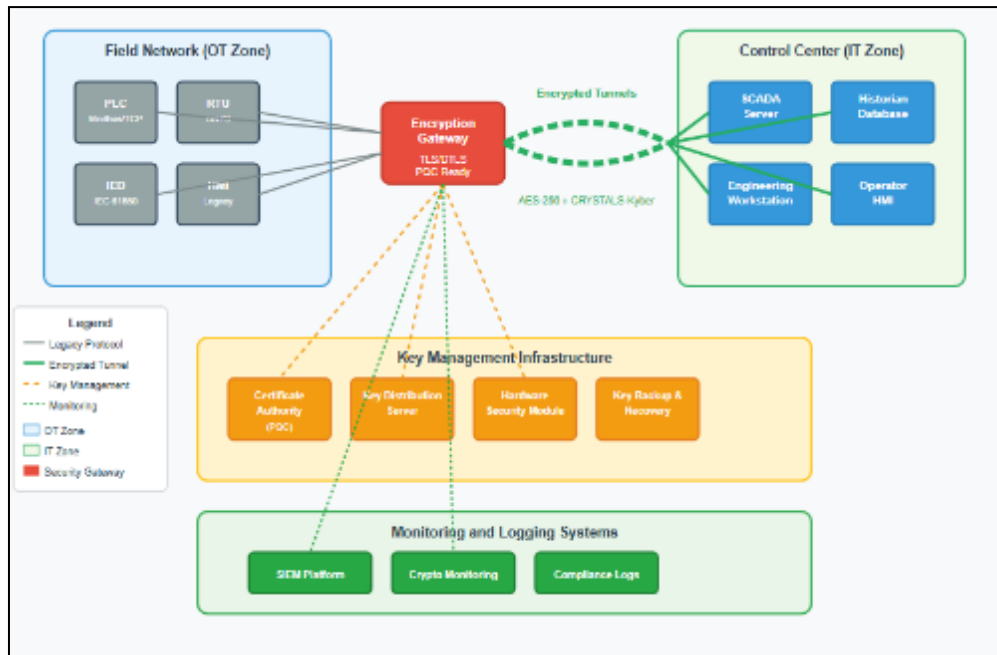 Field Network (OT Zone)
PLC
Modbus/TCP
RTU
IED
IEC 61850
HMI
Legacy
Encryption
Gateway
TLS/DTLS
PQC Ready
Encrypted Tunnels
AES-256 + CRYSTALS-Kyber
Control Center (IT Zone)
SCADA
Server
Historian
Database
Engineering
Workstation
Operator
HMI
Legend
Legacy Protocol
Encrypted Tunnel
Key Management
Monitoring
OT Zone
IT Zone
Security Gateway
Key Management Infrastructure
Certificate
Authority
(PQC)
Key Distribution
Server
Hardware
Security Module
Key Backup &
Recovery
Monitoring and Logging Systems
SIEM Platform
Crypto Monitoring
Compliance Logs